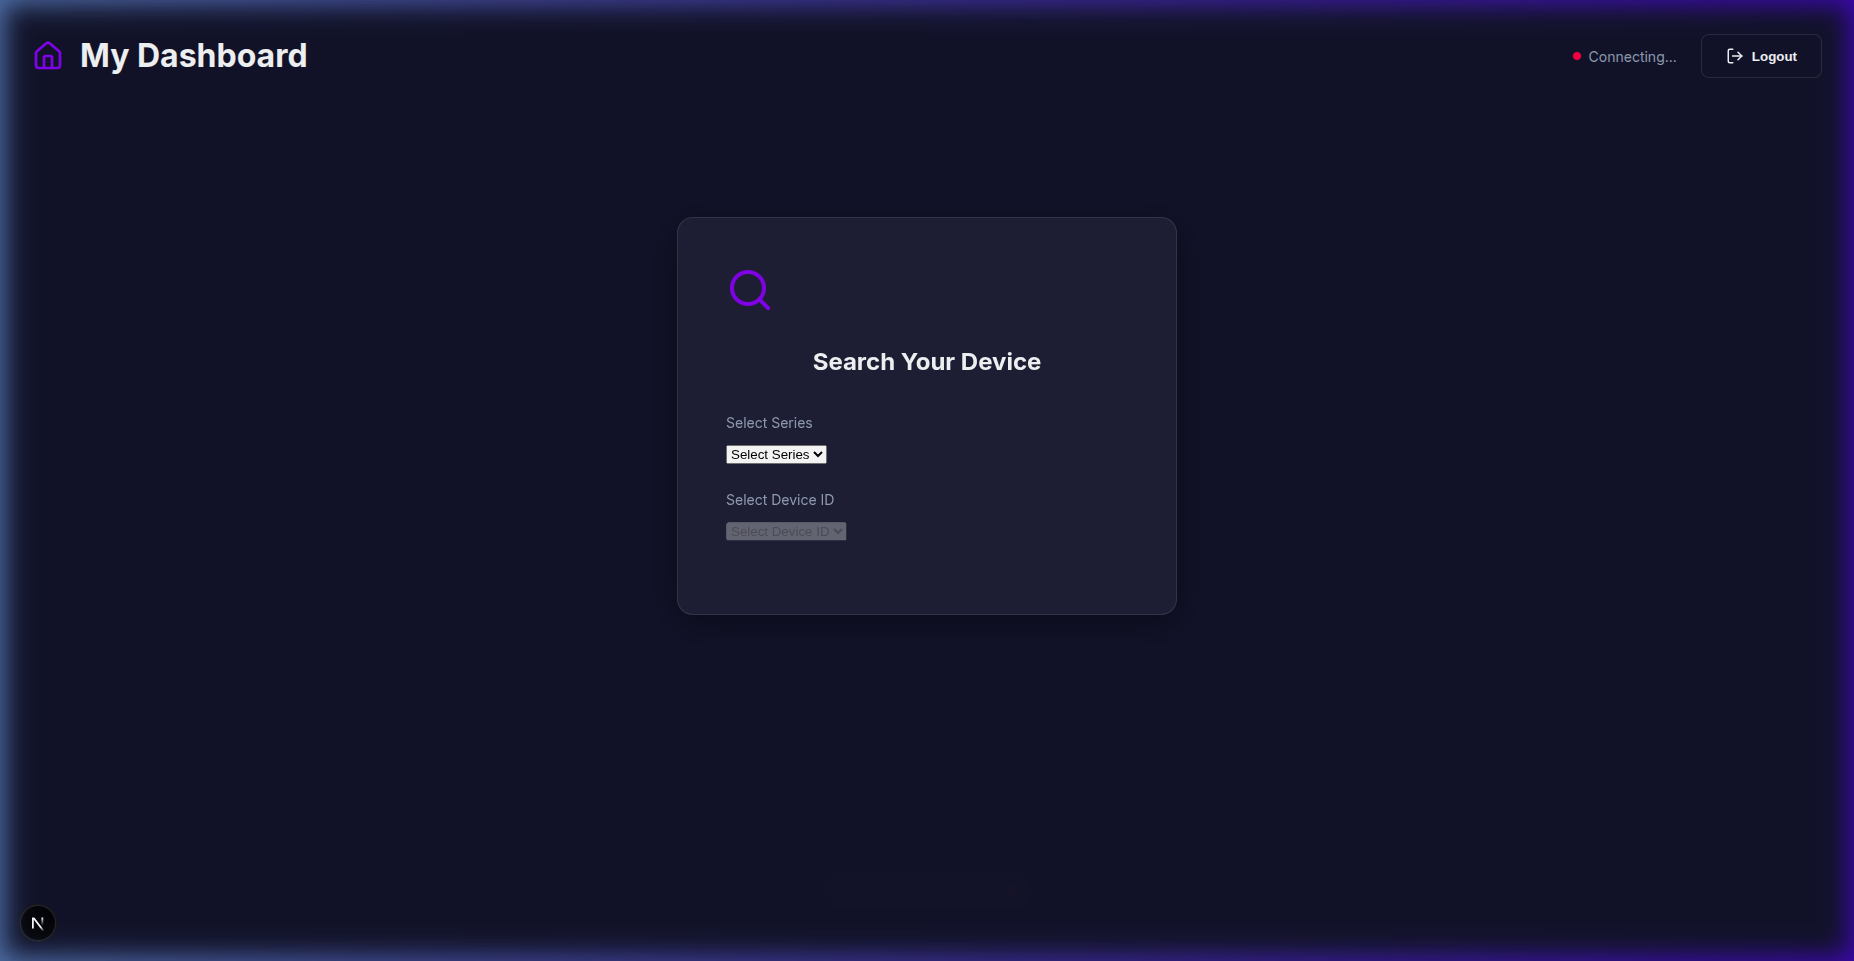 My Dashboard
Connecting...
Logout
Search Your Device
Select Series
Select Series
Select Device ID
Select Device ID
N